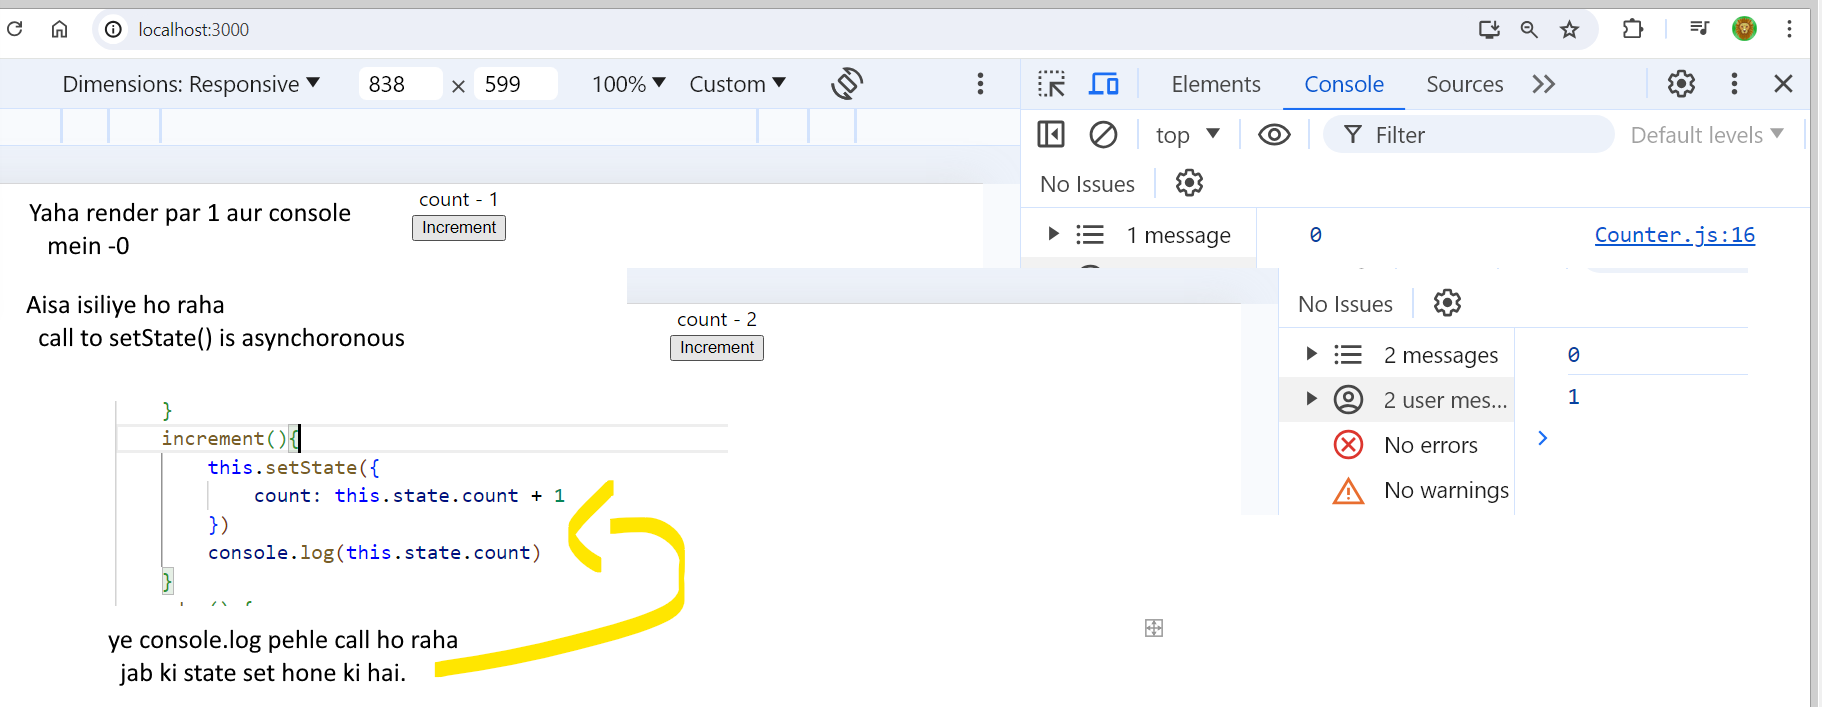 localhost:3000
Dimensions: Responsive 838 × 599 100% Custom
Elements Console Sources
top Filter Default levels
No Issues
1 message
0 Counter.js:16
Yaha render par 1 aur console
mein -0
count - 1
Increment
Aisa isiliye ho raha
call to setState() is asynchoronous
count - 2
Increment
No Issues
2 messages
2 user mes...
No errors
No warnings
0
1
}
increment(){
this.setState({
count: this.state.count + 1
})
console.log(this.state.count)
}
ye console.log pehle call ho raha
jab ki state set hone ki hai.